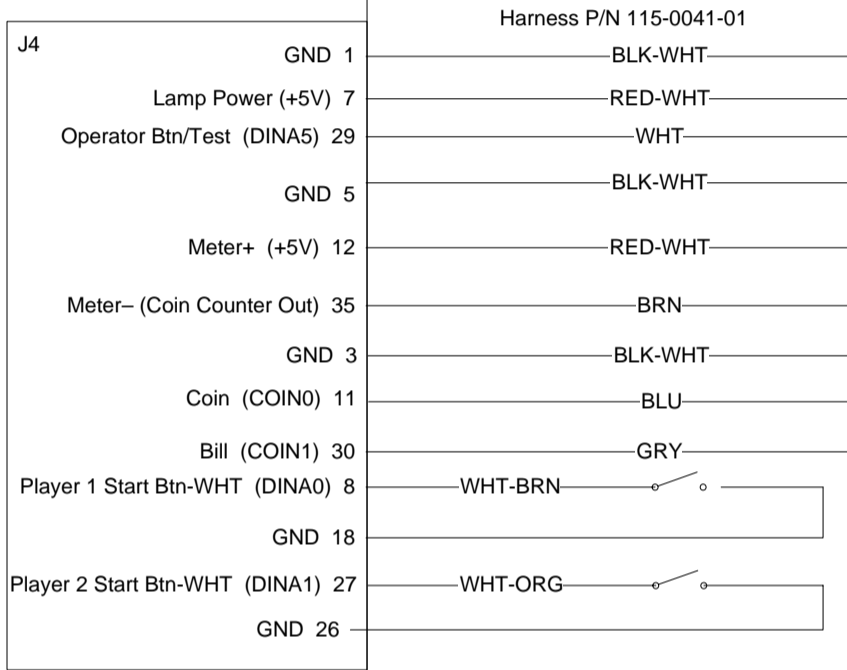 Harness P/N 115-0041-01
J4
GND 1 BLK-WHT
Lamp Power (+5V) 7 RED-WHT
Operator Btn/Test (DINA5) 29 WHT
GND 5 BLK-WHT
Meter+ (+5V) 12 RED-WHT
Meter– (Coin Counter Out) 35 BRN
GND 3 BLK-WHT
Coin (COIN0) 11 BLU
Bill (COIN1) 30 GRY
Player 1 Start Btn-WHT (DINA0) 8 WHT-BRN
GND 18
Player 2 Start Btn-WHT (DINA1) 27 WHT-ORG
GND 26